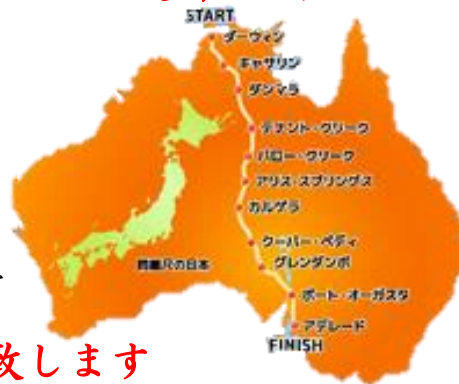 START
ダーウィン
キャサリン
ダンマラ
テナント・クリーク
バロー・クリーク
アリス・スプリングス
カルゲラ
クーバー・ペディ
グレンダンボ
同縮尺の日本
ポート・オーガスタ
アデレード
FINISH
致します